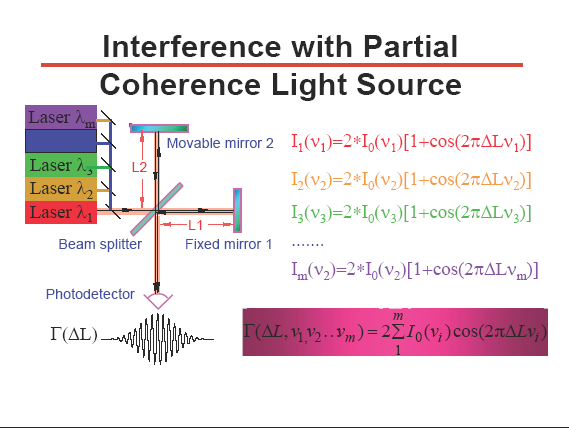 Interference with Partial
Coherence Light Source
Laser λm
Laser λ3
Laser λ2
Laser λ1
Movable mirror 2
L2
L1
Beam splitter
Fixed mirror 1
Photodetector
Γ(ΔL)
I1(ν1)=2*I0(ν1)[1+cos(2πΔLν1)]
I2(ν2)=2*I0(ν2)[1+cos(2πΔLν2)]
I3(ν3)=2*I0(ν3)[1+cos(2πΔLν3)]
.......
Im(ν2)=2*I0(ν2)[1+cos(2πΔLνm)]
Γ(ΔL,ν1,ν2..νm)=2∑1^m I0(νi)cos(2πΔLνi)